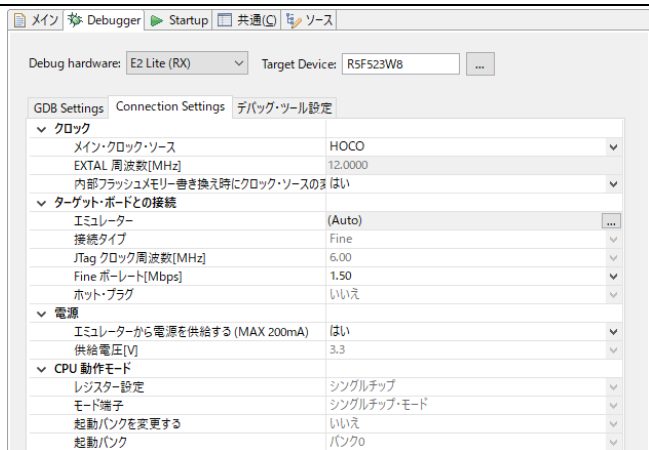 メイン Debugger Startup 共通(C) ソース
Debug hardware: E2 Lite (RX) Target Device: R5F523W8 ...
GDB Settings Connection Settings デバッグ・ツール設定
クロック
メイン・クロック・ソース HOCO
EXTAL 周波数[MHz] 12.0000
内部フラッシュメモリー書き換え時にクロック・ソースの変 はい
ターゲット・ボードとの接続
エミュレーター (Auto) ...
接続タイプ Fine
JTag クロック周波数[MHz] 6.00
Fine ボーレート[Mbps] 1.50
ホット・プラグ いいえ
電源
エミュレーターから電源を供給する (MAX 200mA) はい
供給電圧[V] 3.3
CPU 動作モード
レジスター設定 シングルチップ
モード端子 シングルチップ・モード
起動バンクを変更する いいえ
起動バンク バンク0